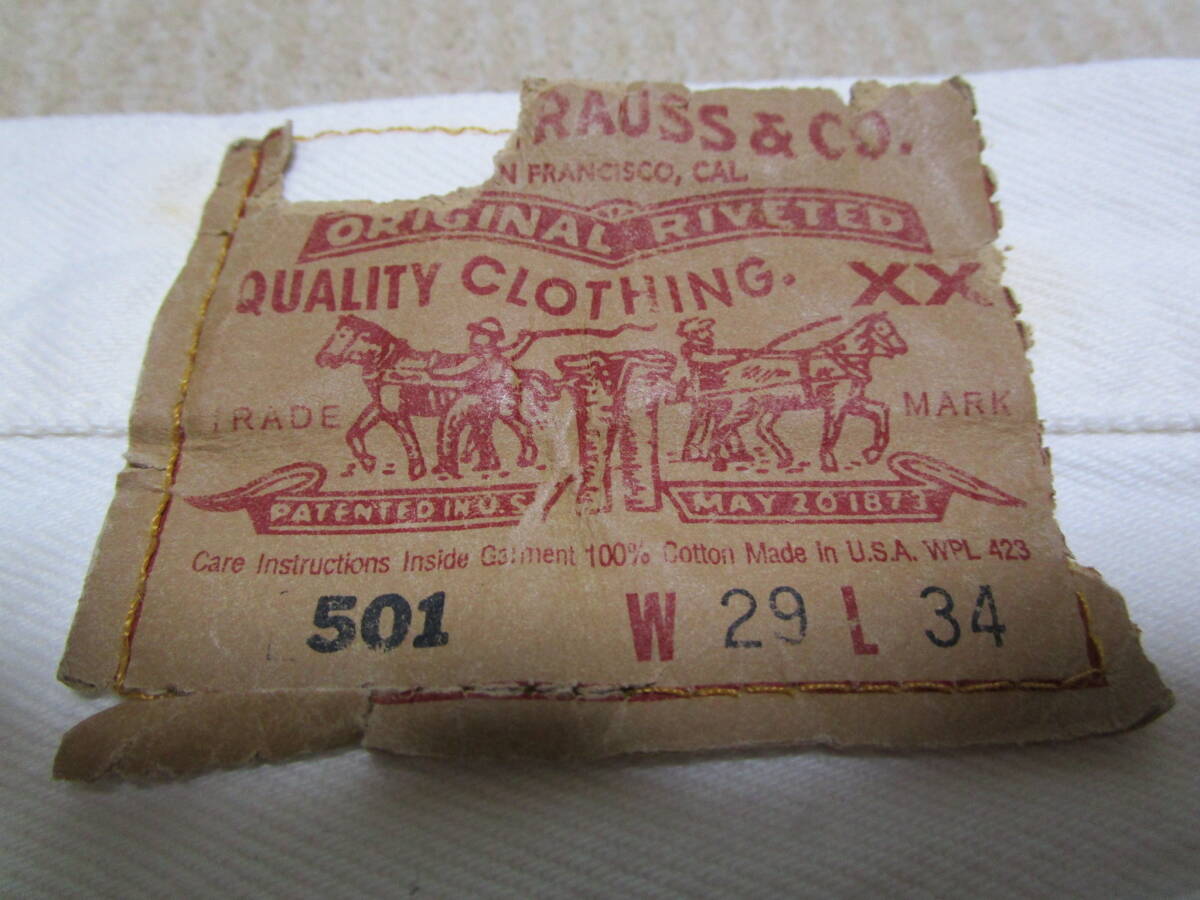 RAUSS & CO.
N FRANCISCO, CAL.
ORIGINAL RIVETED
QUALITY CLOTHING. XX
TRADE MARK
PATENTED IN U.S MAY 20 1873
Care Instructions Inside Garment 100% Cotton Made in U.S.A. WPL 423
501 W 29 L 34